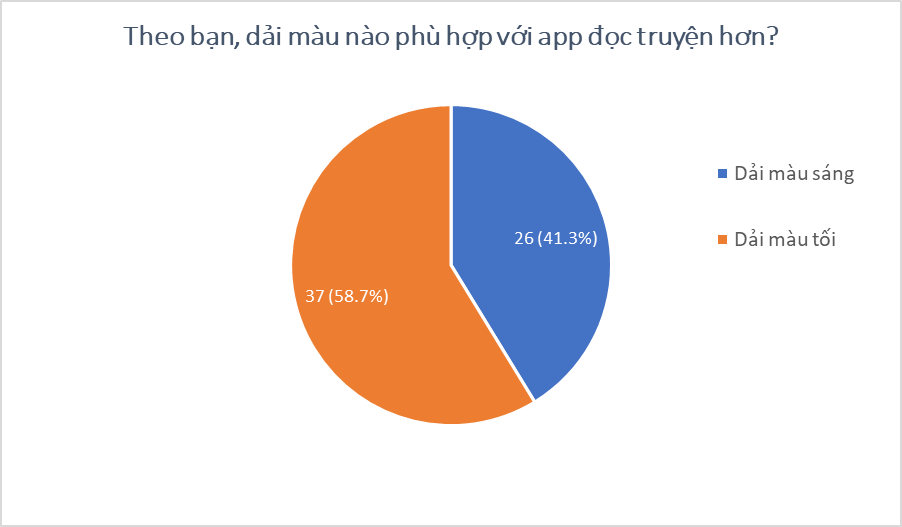 Theo bạn, dải màu nào phù hợp với app đọc truyện hơn?
26 (41.3%)
37 (58.7%)
Dải màu sáng
Dải màu tối